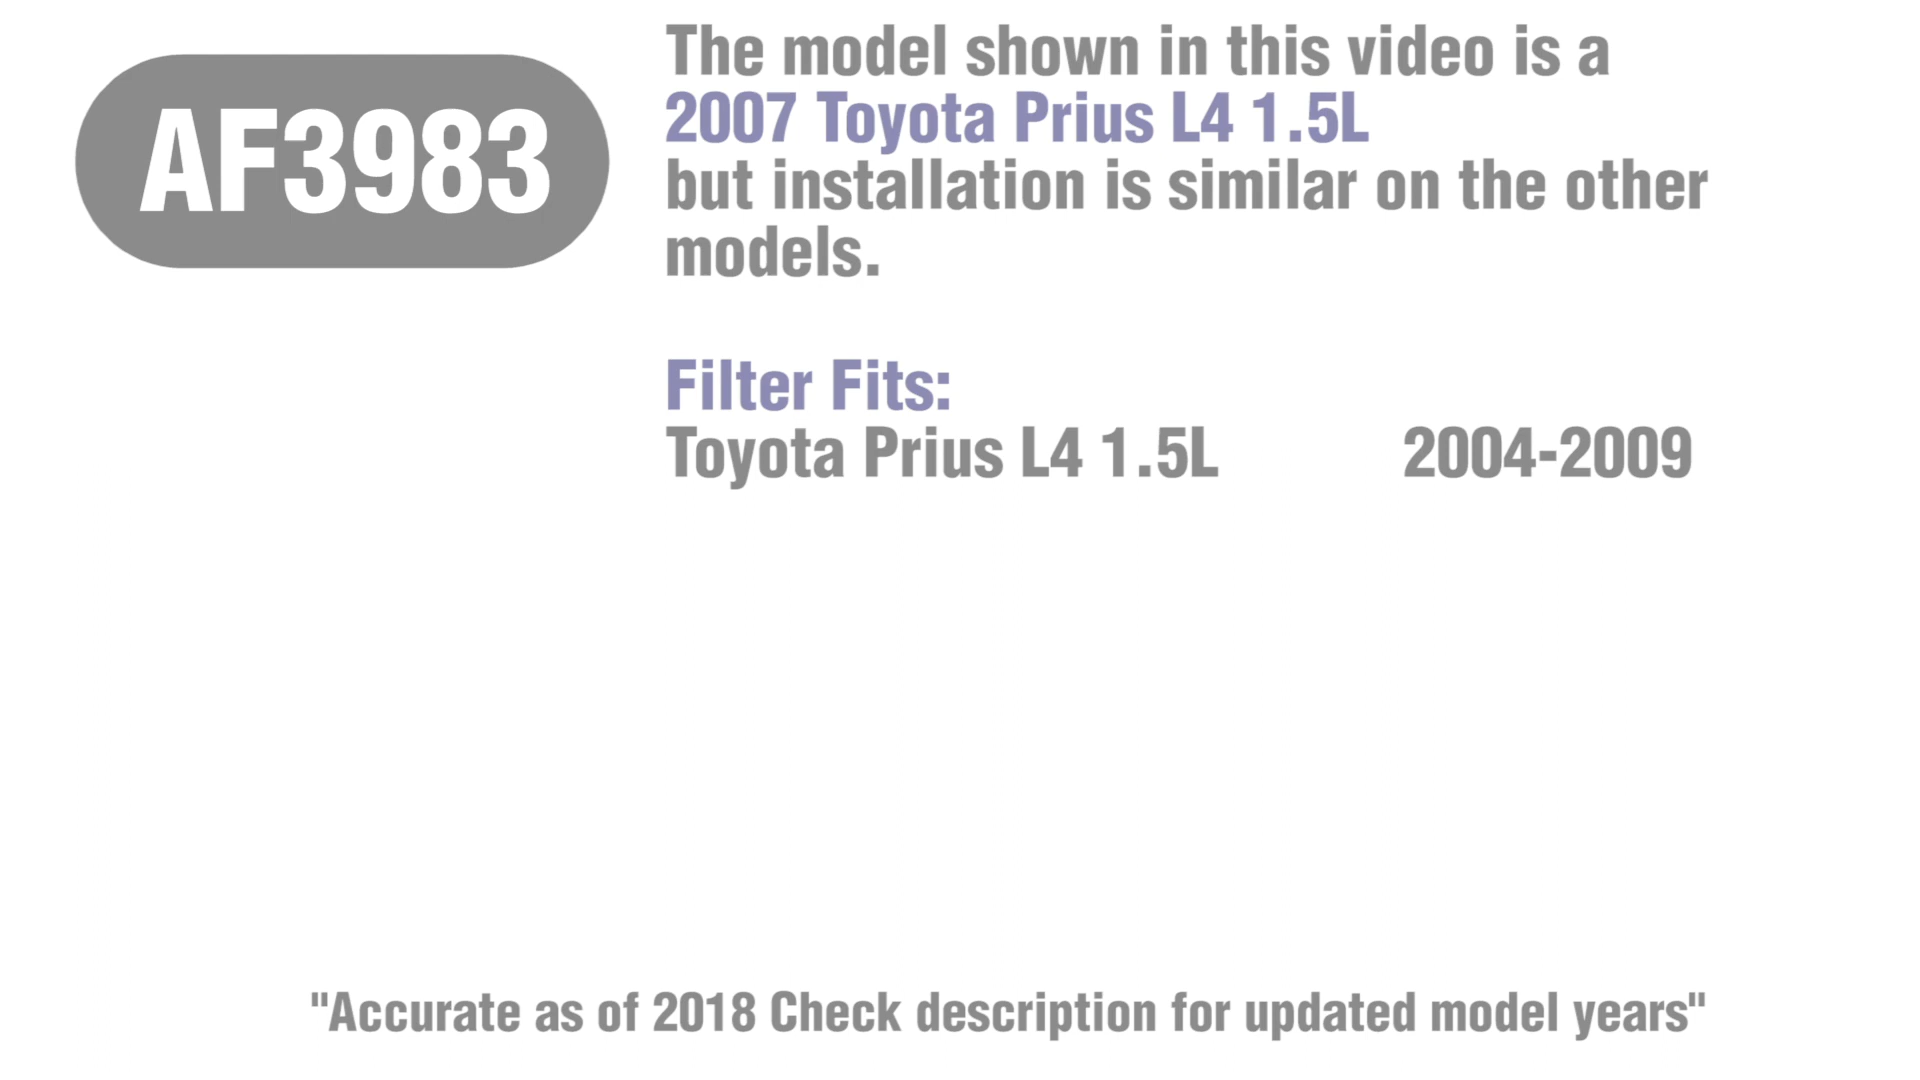 AF3983
The model shown in this video is a
2007 Toyota Prius L4 1.5L
but installation is similar on the other
models.
Filter Fits:
Toyota Prius L4 1.5L 2004-2009
"Accurate as of 2018 Check description for updated model years"